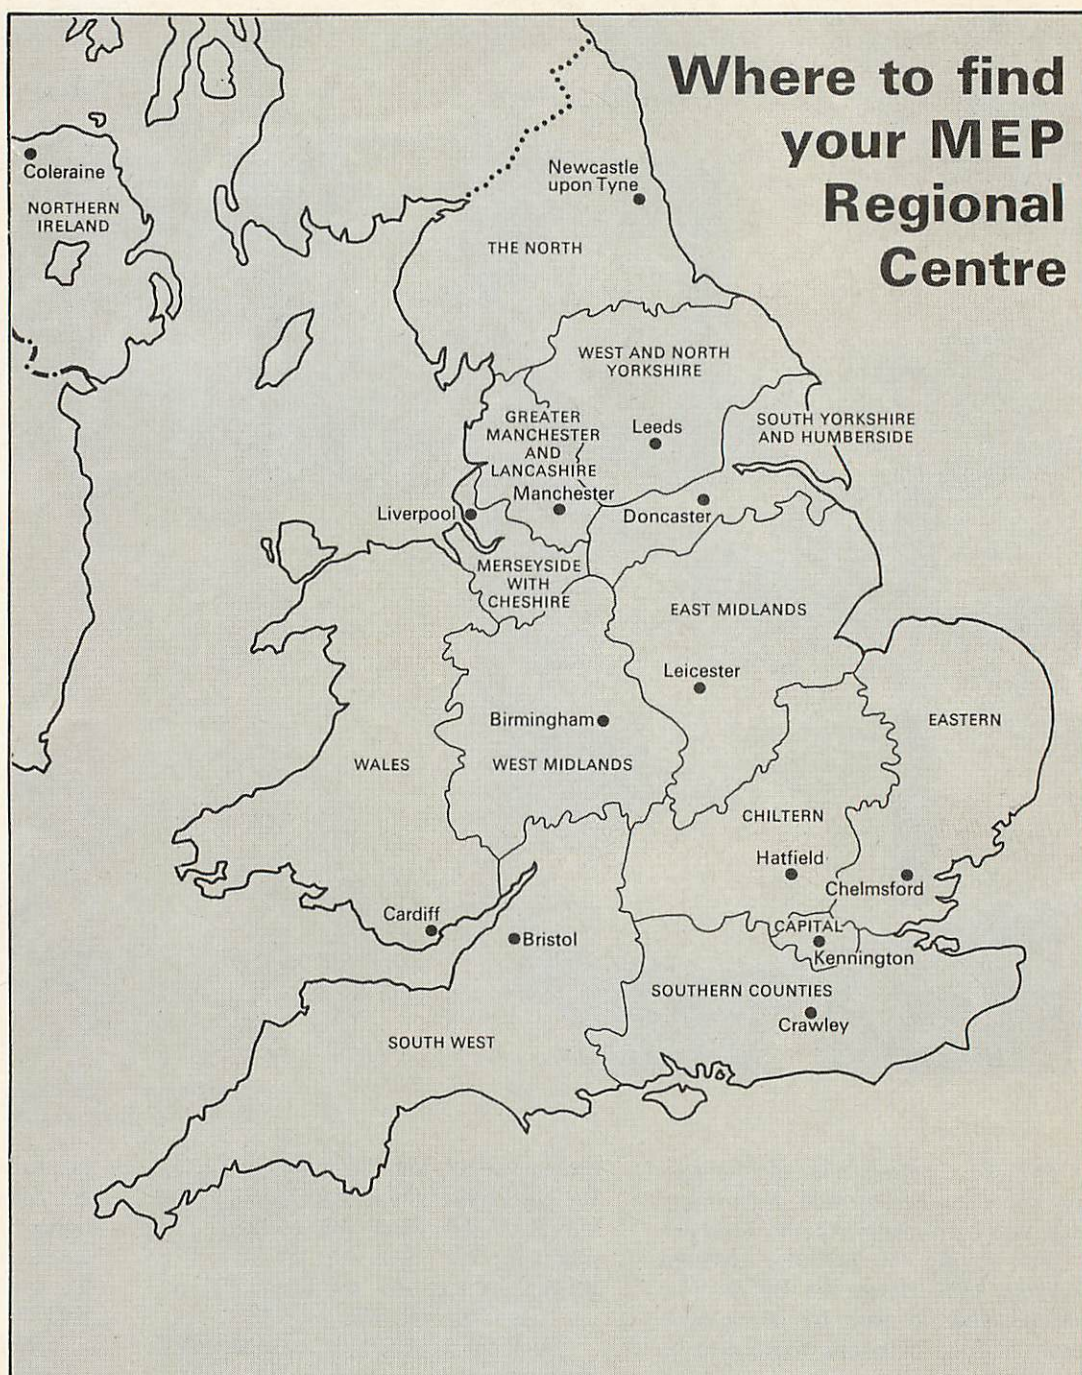 Where to find
your MEP
Regional
Centre
Coleraine
NORTHERN
IRELAND
Newcastle
upon Tyne
THE NORTH
WEST AND NORTH
YORKSHIRE
GREATER
MANCHESTER
AND
LANCASHIRE
Leeds
SOUTH YORKSHIRE
AND HUMBERSIDE
Manchester
Liverpool
Doncaster
MERSEYSIDE
WITH
CHESHIRE
EAST MIDLANDS
Leicester
Birmingham
EASTERN
WALES
WEST MIDLANDS
CHILTERN
Hatfield
Chelmsford
Cardiff
Bristol
CAPITAL
Kennington
SOUTHERN COUNTIES
Crawley
SOUTH WEST